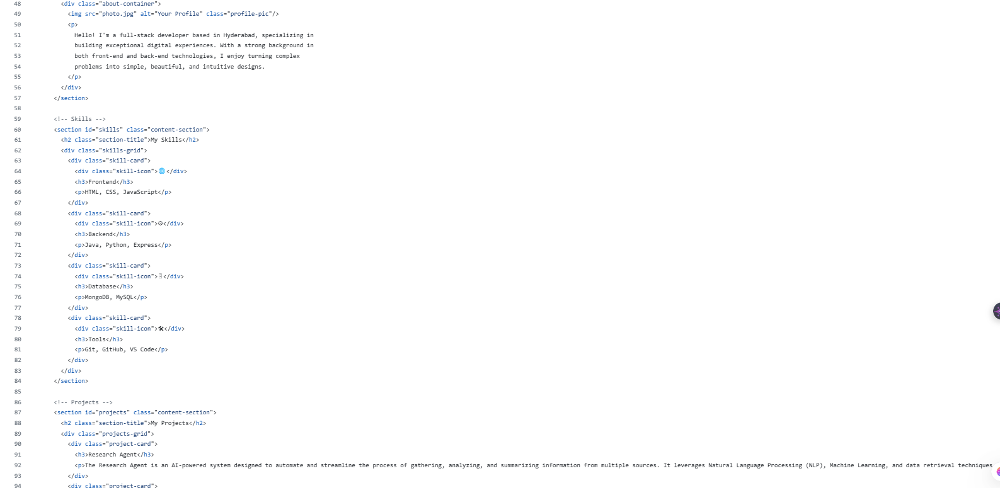 48 <div class="about-container">
49 <img src="photo.jpg" alt="Your Profile" class="profile-pic"/>
50 <p>
51 Hello! I'm a full-stack developer based in Hyderabad, specializing in
52 building exceptional digital experiences. With a strong background in
53 both front-end and back-end technologies, I enjoy turning complex
54 problems into simple, beautiful, and intuitive designs.
55 </p>
56 </div>
57 </section>
58
59 <!-- Skills -->
60 <section id="skills" class="content-section">
61 <h2 class="section-title">My Skills</h2>
62 <div class="skills-grid">
63 <div class="skill-card">
64 <div class="skill-icon">🌐</div>
65 <h3>Frontend</h3>
66 <p>HTML, CSS, JavaScript</p>
67 </div>
68 <div class="skill-card">
69 <div class="skill-icon">⚙</div>
70 <h3>Backend</h3>
71 <p>Java, Python, Express</p>
72 </div>
73 <div class="skill-card">
74 <div class="skill-icon">🗄</div>
75 <h3>Database</h3>
76 <p>MongoDB, MySQL</p>
77 </div>
78 <div class="skill-card">
79 <div class="skill-icon">🛠</div>
80 <h3>Tools</h3>
81 <p>Git, GitHub, VS Code</p>
82 </div>
83 </div>
84 </section>
85
86 <!-- Projects -->
87 <section id="projects" class="content-section">
88 <h2 class="section-title">My Projects</h2>
89 <div class="projects-grid">
90 <div class="project-card">
91 <h3>Research Agent</h3>
92 <p>The Research Agent is an AI-powered system designed to automate and streamline the process of gathering, analyzing, and summarizing information from multiple sources. It leverages Natural Language Processing (NLP), Machine Learning, and data retrieval techniques
93 </div>
94 <div class="project-card">